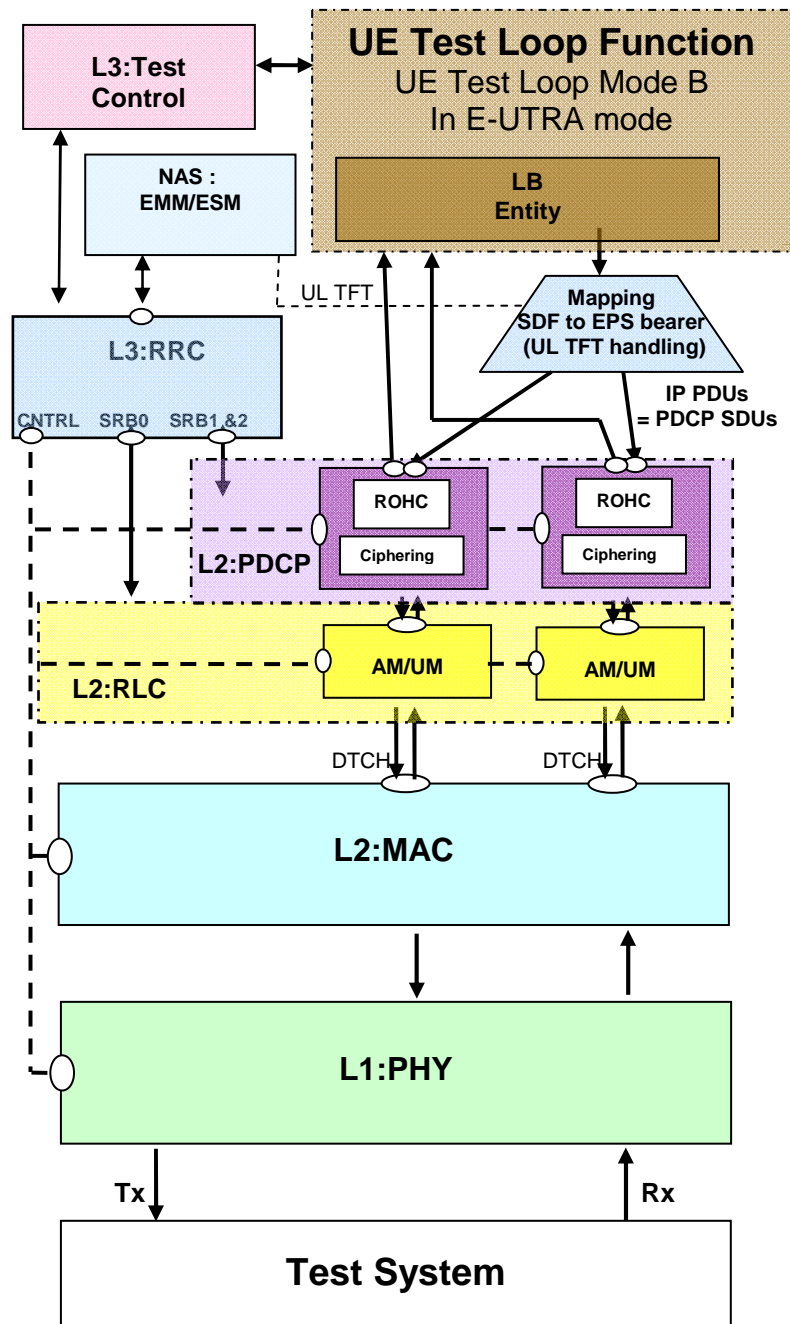 UE Test Loop Function
UE Test Loop Mode B
In E-UTRA mode
L3:Test
Control
NAS :
EMM/ESM
LB
Entity
UL TFT
Mapping
SDF to EPS bearer
(UL TFT handling)
L3:RRC
CNTRL SRB0 SRB1,&2
IP PDUs
= PDCP SDUs
ROHC
Ciphering
ROHC
Ciphering
L2:PDCP
AM/UM
AM/UM
L2:RLC
DTCH
DTCH
L2:MAC
L1:PHY
Tx
Rx
Test System